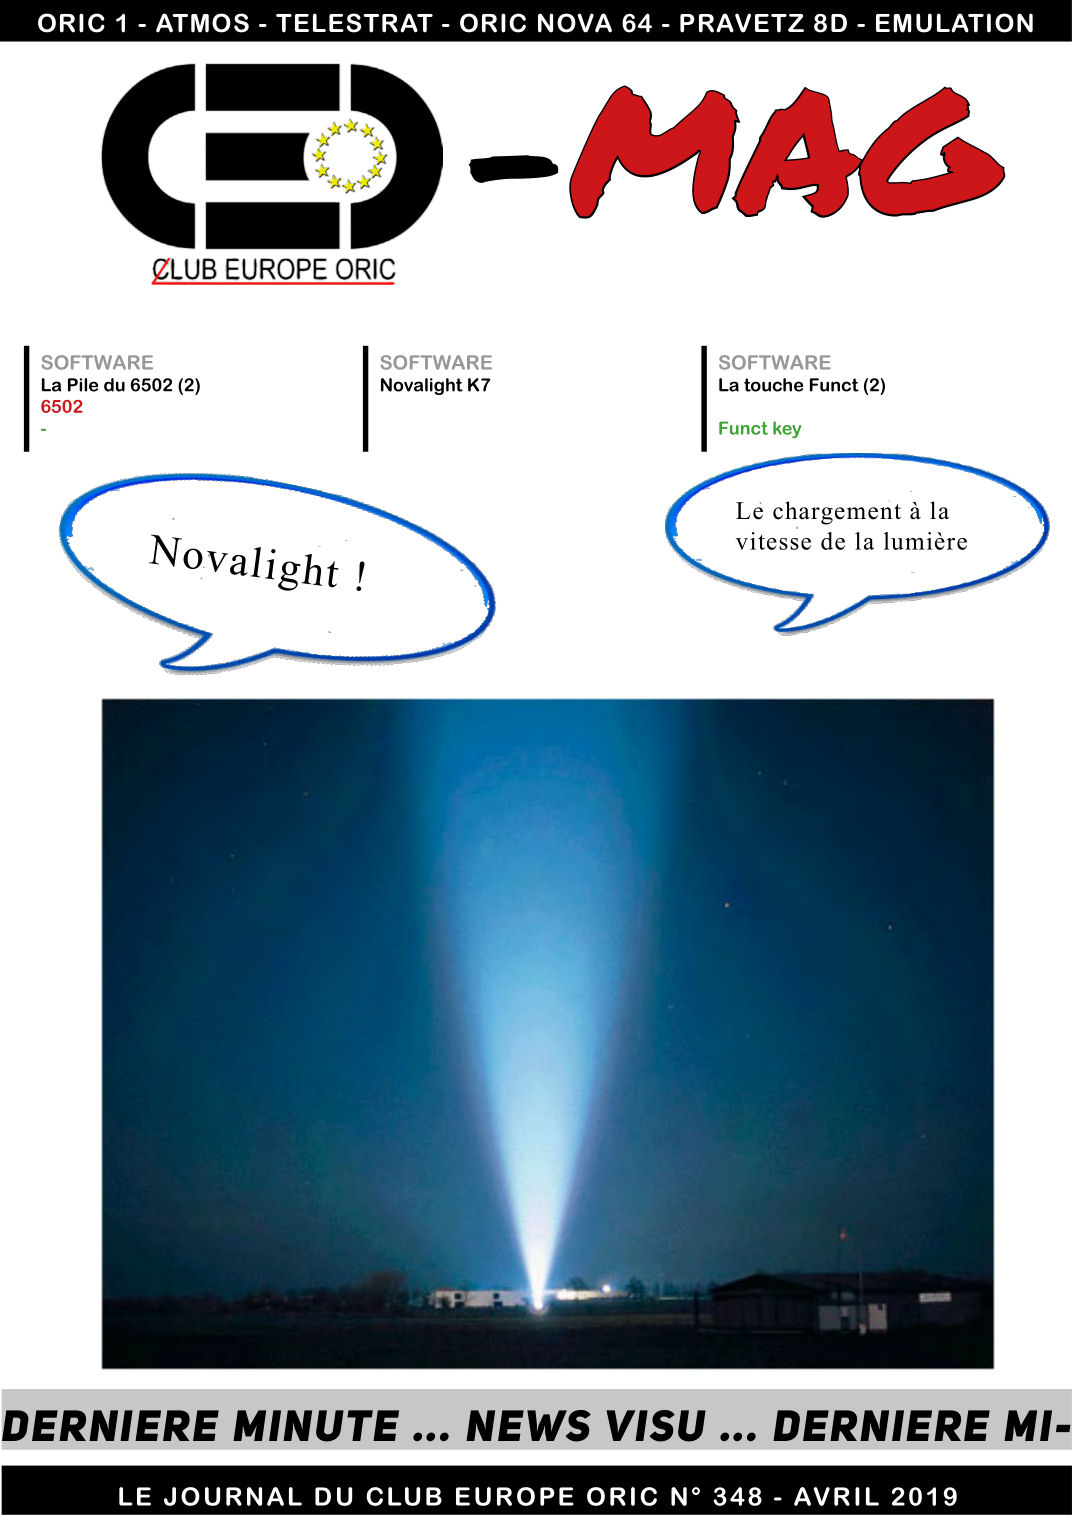 ORIC 1 - ATMOS - TELESTRAT - ORIC NOVA 64 - PRAVETZ 8D - EMULATION
CEO
-MAG
CLUB EUROPE ORIC
SOFTWARE
La Pile du 6502 (2)
6502
-
SOFTWARE
Novalight K7
SOFTWARE
La touche Funct (2)
Funct key
Novalight !
Le chargement à la
vitesse de la lumière
DERNIERE MINUTE ... NEWS VISU ... DERNIERE MI-
LE JOURNAL DU CLUB EUROPE ORIC N° 348 - AVRIL 2019